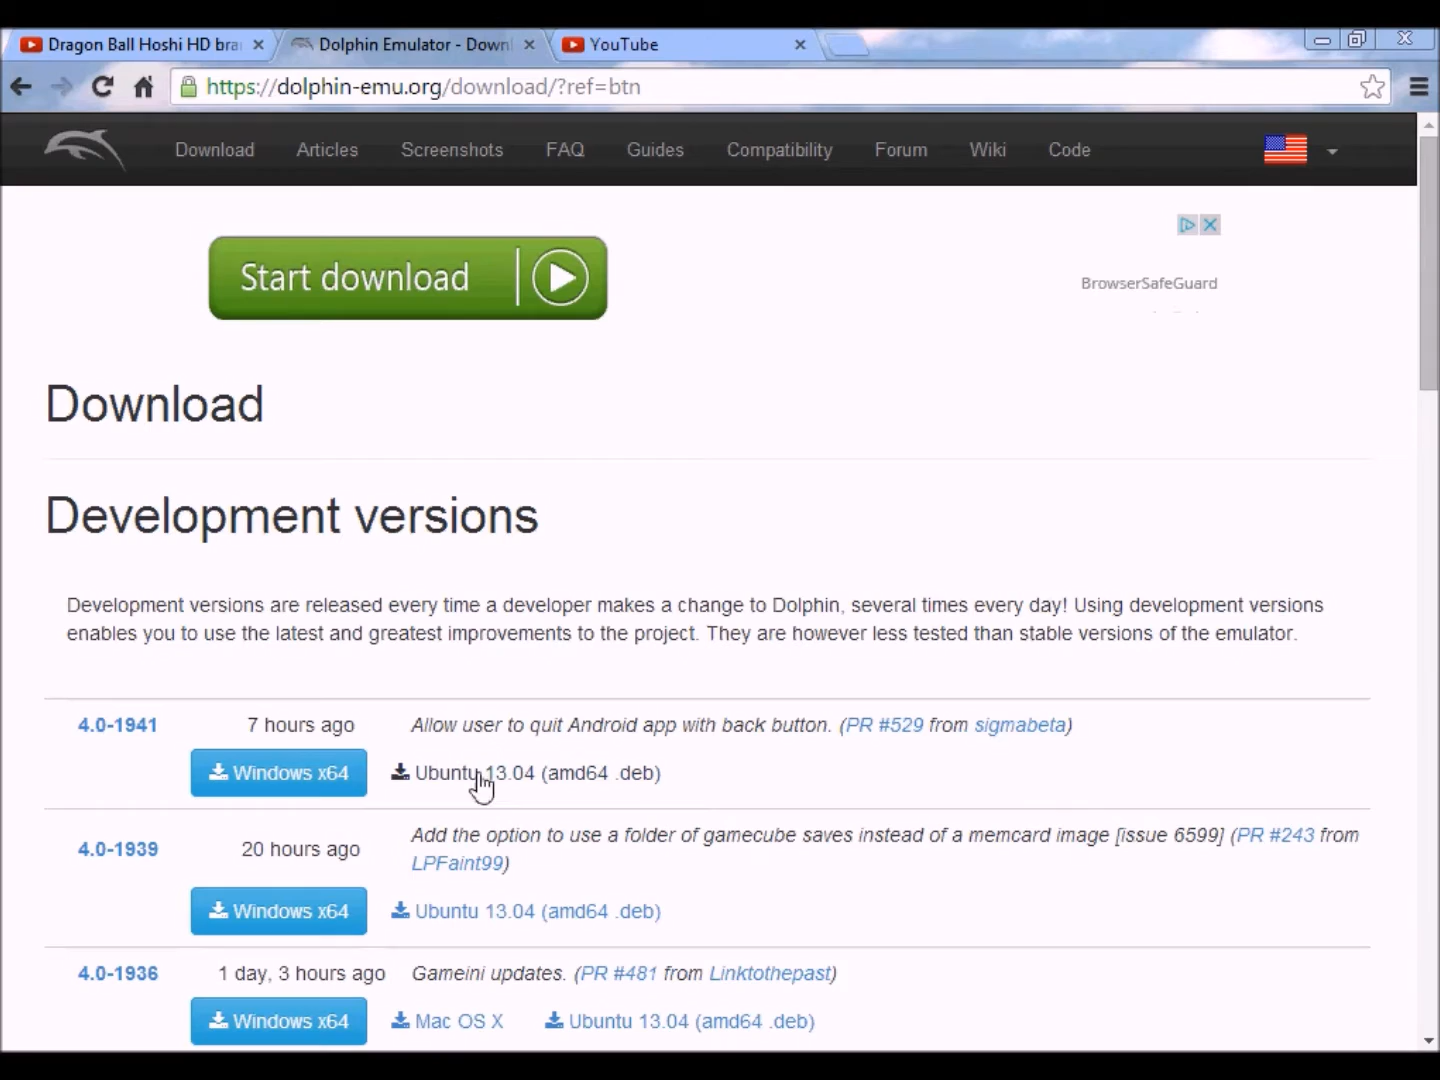 Dragon Ball Hoshi HD bra
Dolphin Emulator - Down
YouTube
https://dolphin-emu.org/download/?ref=btn
Download Articles Screenshots FAQ Guides Compatibility Forum Wiki Code
Start download
BrowserSafeGuard
Download
Development versions
Development versions are released every time a developer makes a change to Dolphin, several times every day! Using development versions
enables you to use the latest and greatest improvements to the project. They are however less tested than stable versions of the emulator.
4.0-1941 7 hours ago Allow user to quit Android app with back button. (PR #529 from sigmabeta)
Windows x64 Ubuntu 13.04 (amd64 .deb)
4.0-1939 20 hours ago Add the option to use a folder of gamecube saves instead of a memcard image [issue 6599] (PR #243 from
LPFaint99)
Windows x64 Ubuntu 13.04 (amd64 .deb)
4.0-1936 1 day, 3 hours ago Gameini updates. (PR #481 from Linktothepast)
Windows x64 Mac OS X Ubuntu 13.04 (amd64 .deb)